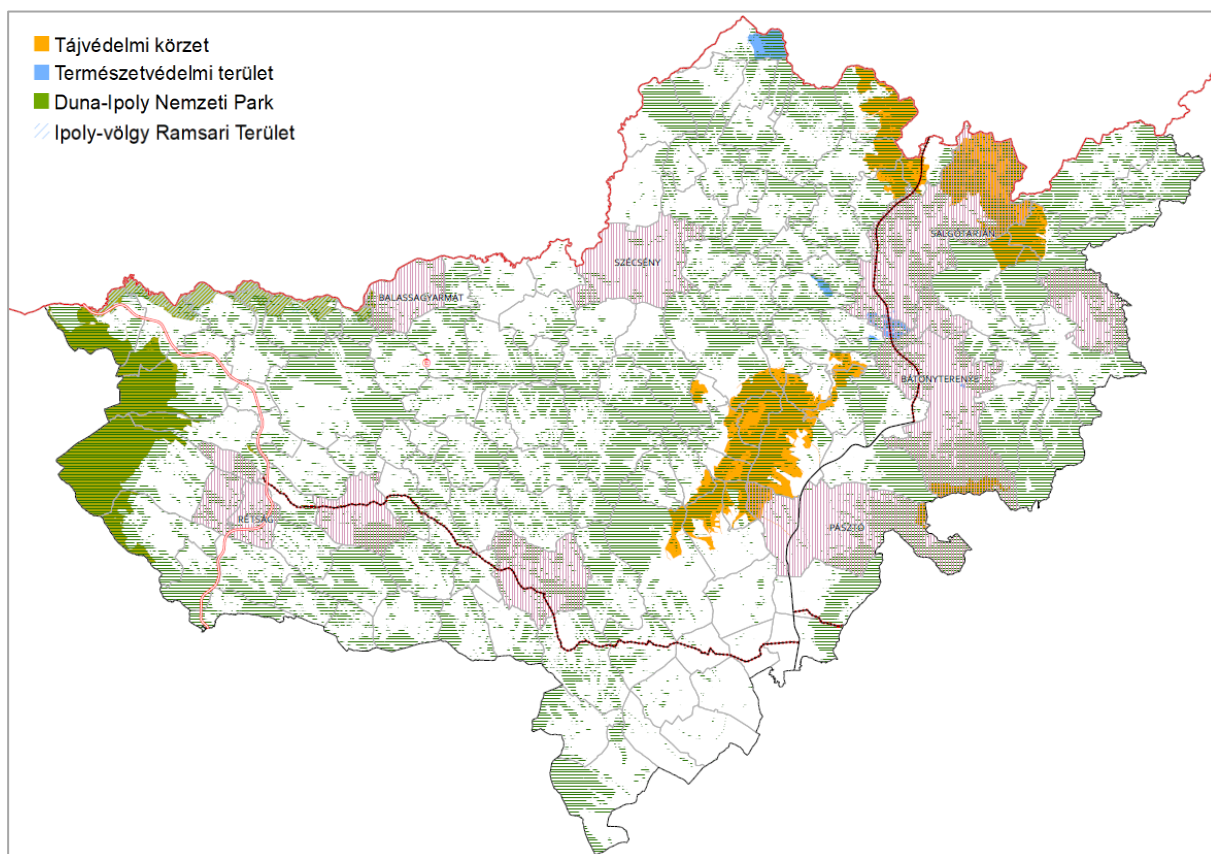 Tájvédelmi körzet
Természetvédelmi terület
Duna-Ipoly Nemzeti Park
Ipoly-völgy Ramsari Terület
SALGÓTARJÁN
SZÉCSÉNY
BALASSAGYARMAT
BÁTONYTERENYE
RÉTSÁG
PÁSZTÓ